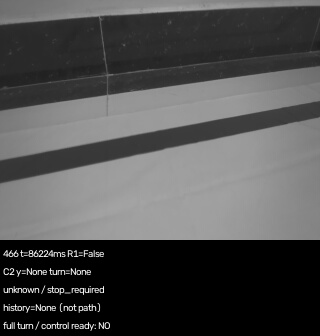 466 t=86224ms R1=False
C2 y=None turn=None
unknown / stop_required
history=None (not path)
full turn / control ready: NO